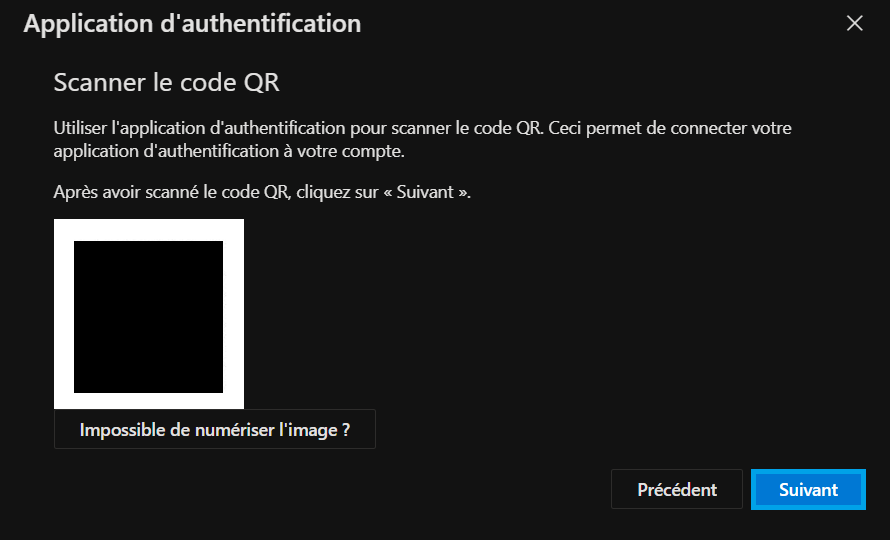 Application d'authentification
Scanner le code QR
Utiliser l'application d'authentification pour scanner le code QR. Ceci permet de connecter votre
application d'authentification à votre compte.
Après avoir scanné le code QR, cliquez sur « Suivant ».
Impossible de numériser l'image ?
Précédent
Suivant